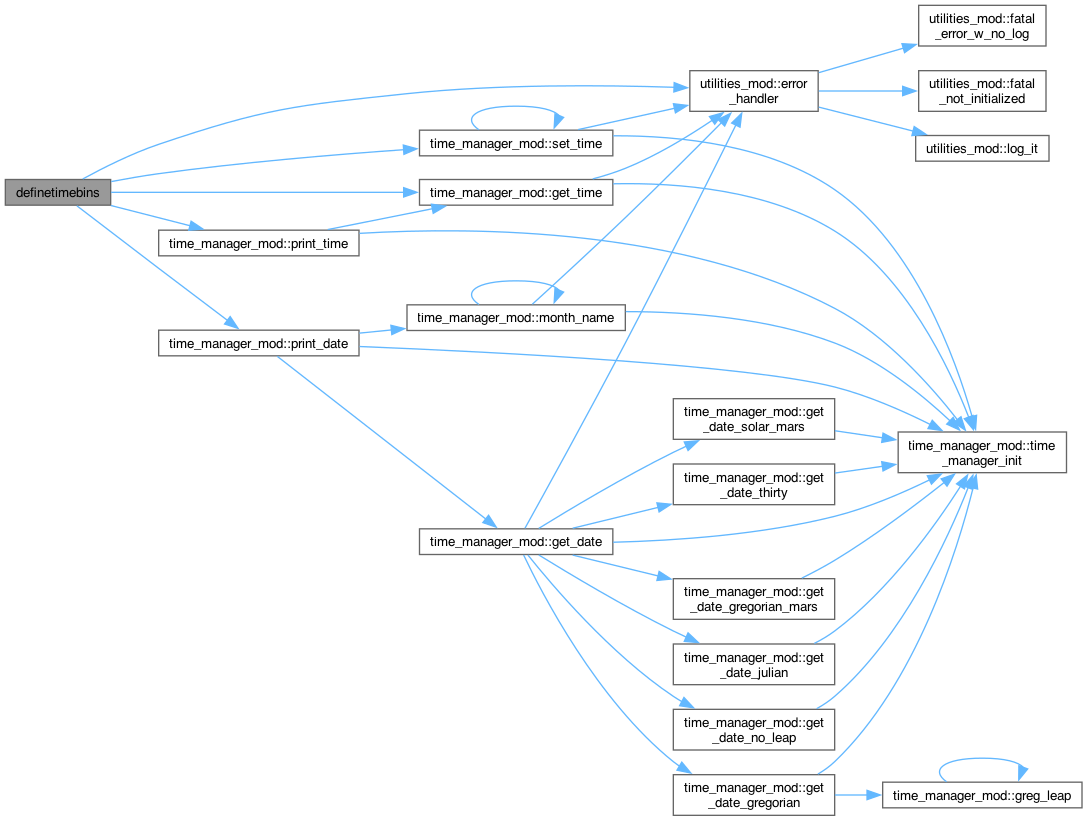 utilities_mod::fatal
_error_w_no_log
utilities_mod::error
_handler
utilities_mod::fatal
_not_initialized
time_manager_mod::set_time
utilities_mod::log_it
definetimebins
time_manager_mod::get_time
time_manager_mod::print_time
time_manager_mod::month_name
time_manager_mod::print_date
time_manager_mod::get
_date_solar_mars
time_manager_mod::time
_manager_init
time_manager_mod::get
_date_thirty
time_manager_mod::get_date
time_manager_mod::get
_date_gregorian_mars
time_manager_mod::get
_date_julian
time_manager_mod::get
_date_no_leap
time_manager_mod::get
_date_gregorian
time_manager_mod::greg_leap